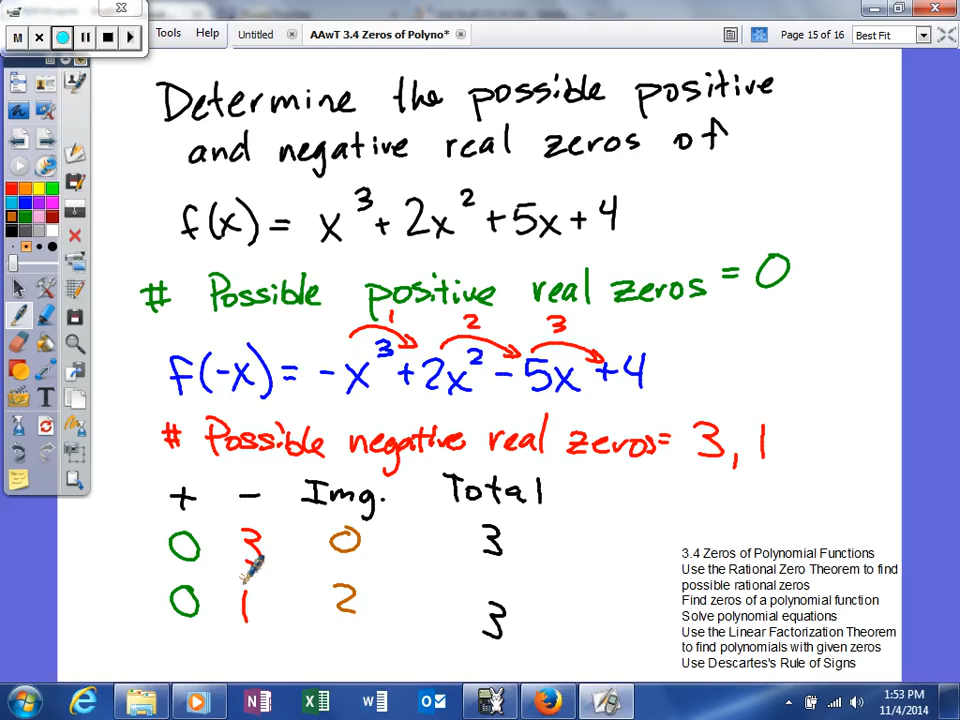 M
Tools Help Untitled AAwT 3.4 Zeros of Polyno* Page 15 of 16 Best Fit
Determine the possible positive
and negative real zeros of
f(x) = x³ + 2x² + 5x + 4
# Possible positive real zeros = 0
1 2 3
f(-x) = -x³ + 2x² - 5x + 4
# Possible negative real zeros = 3, 1
+ - Img. Total
0 3 0 3
0 1 2 3
3.4 Zeros of Polynomial Functions
Use the Rational Zero Theorem to find
possible rational zeros
Find zeros of a polynomial function
Solve polynomial equations
Use the Linear Factorization Theorem
to find polynomials with given zeros
Use Descartes's Rule of Signs
1:53 PM
11/4/2014